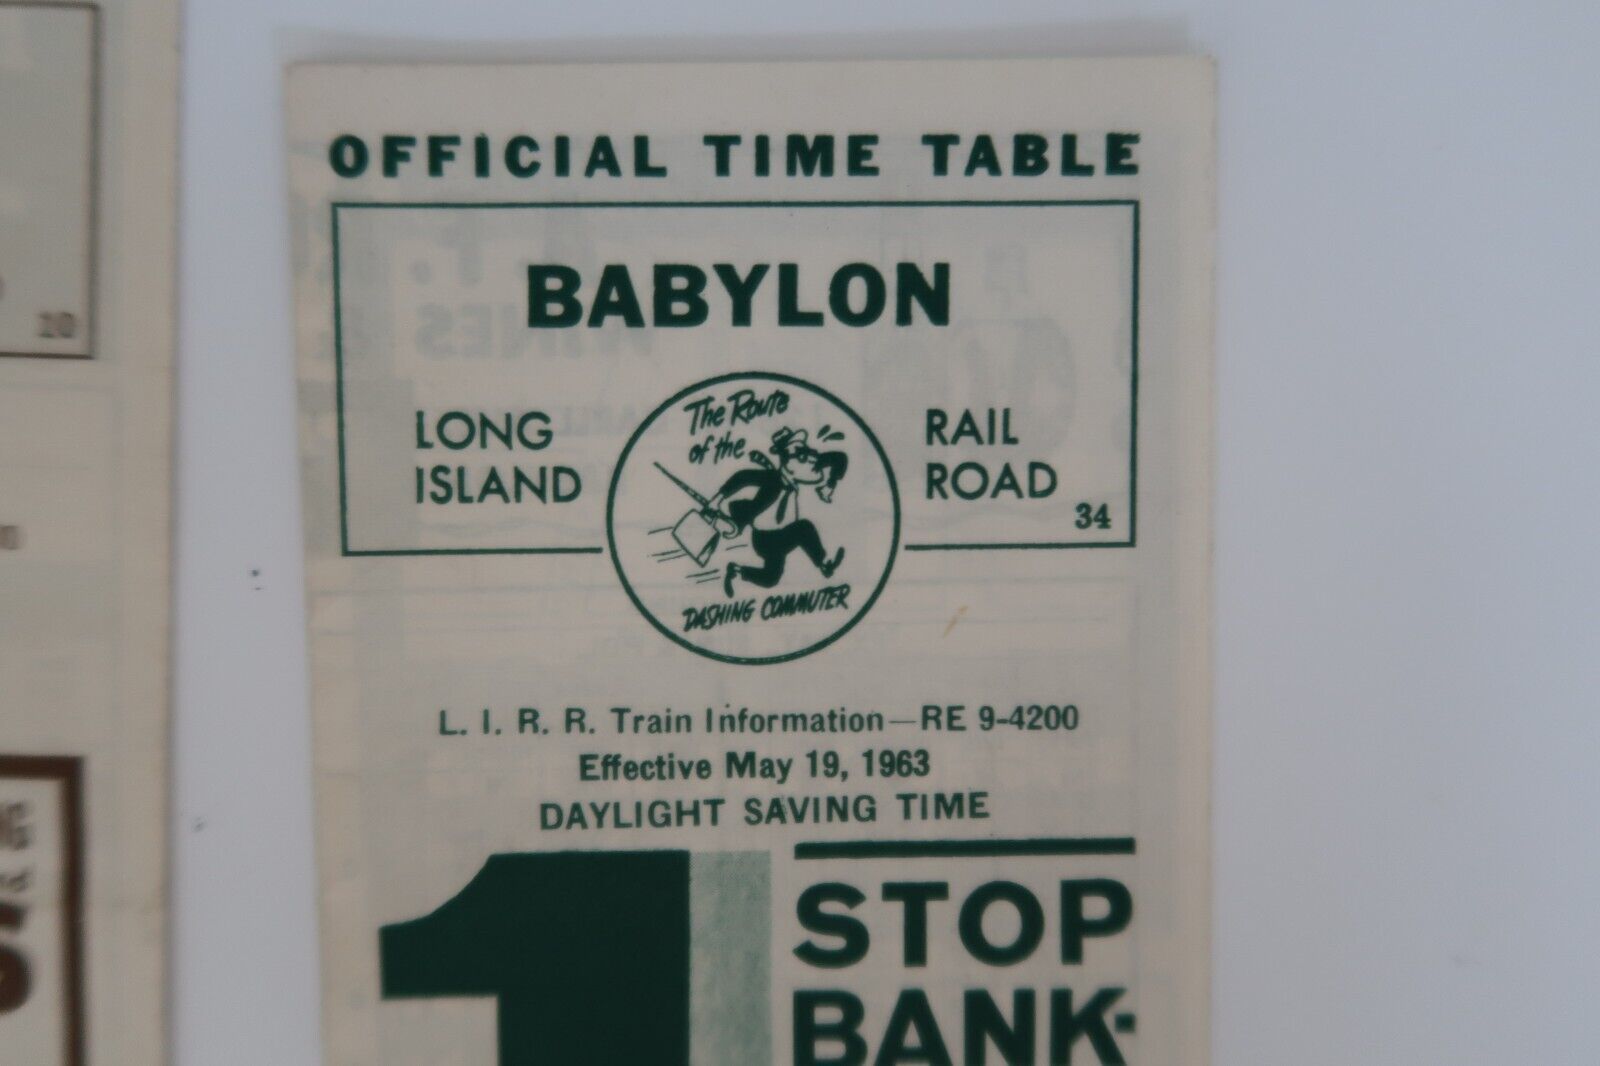 OFFICIAL TIME TABLE
BABYLON
LONG
ISLAND
The Route
of the
DASHING COMMUTER
RAIL
ROAD
34
L. I. R. R. Train Information—RE 9-4200
Effective May 19, 1963
DAYLIGHT SAVING TIME
1
STOP
BANK-
10